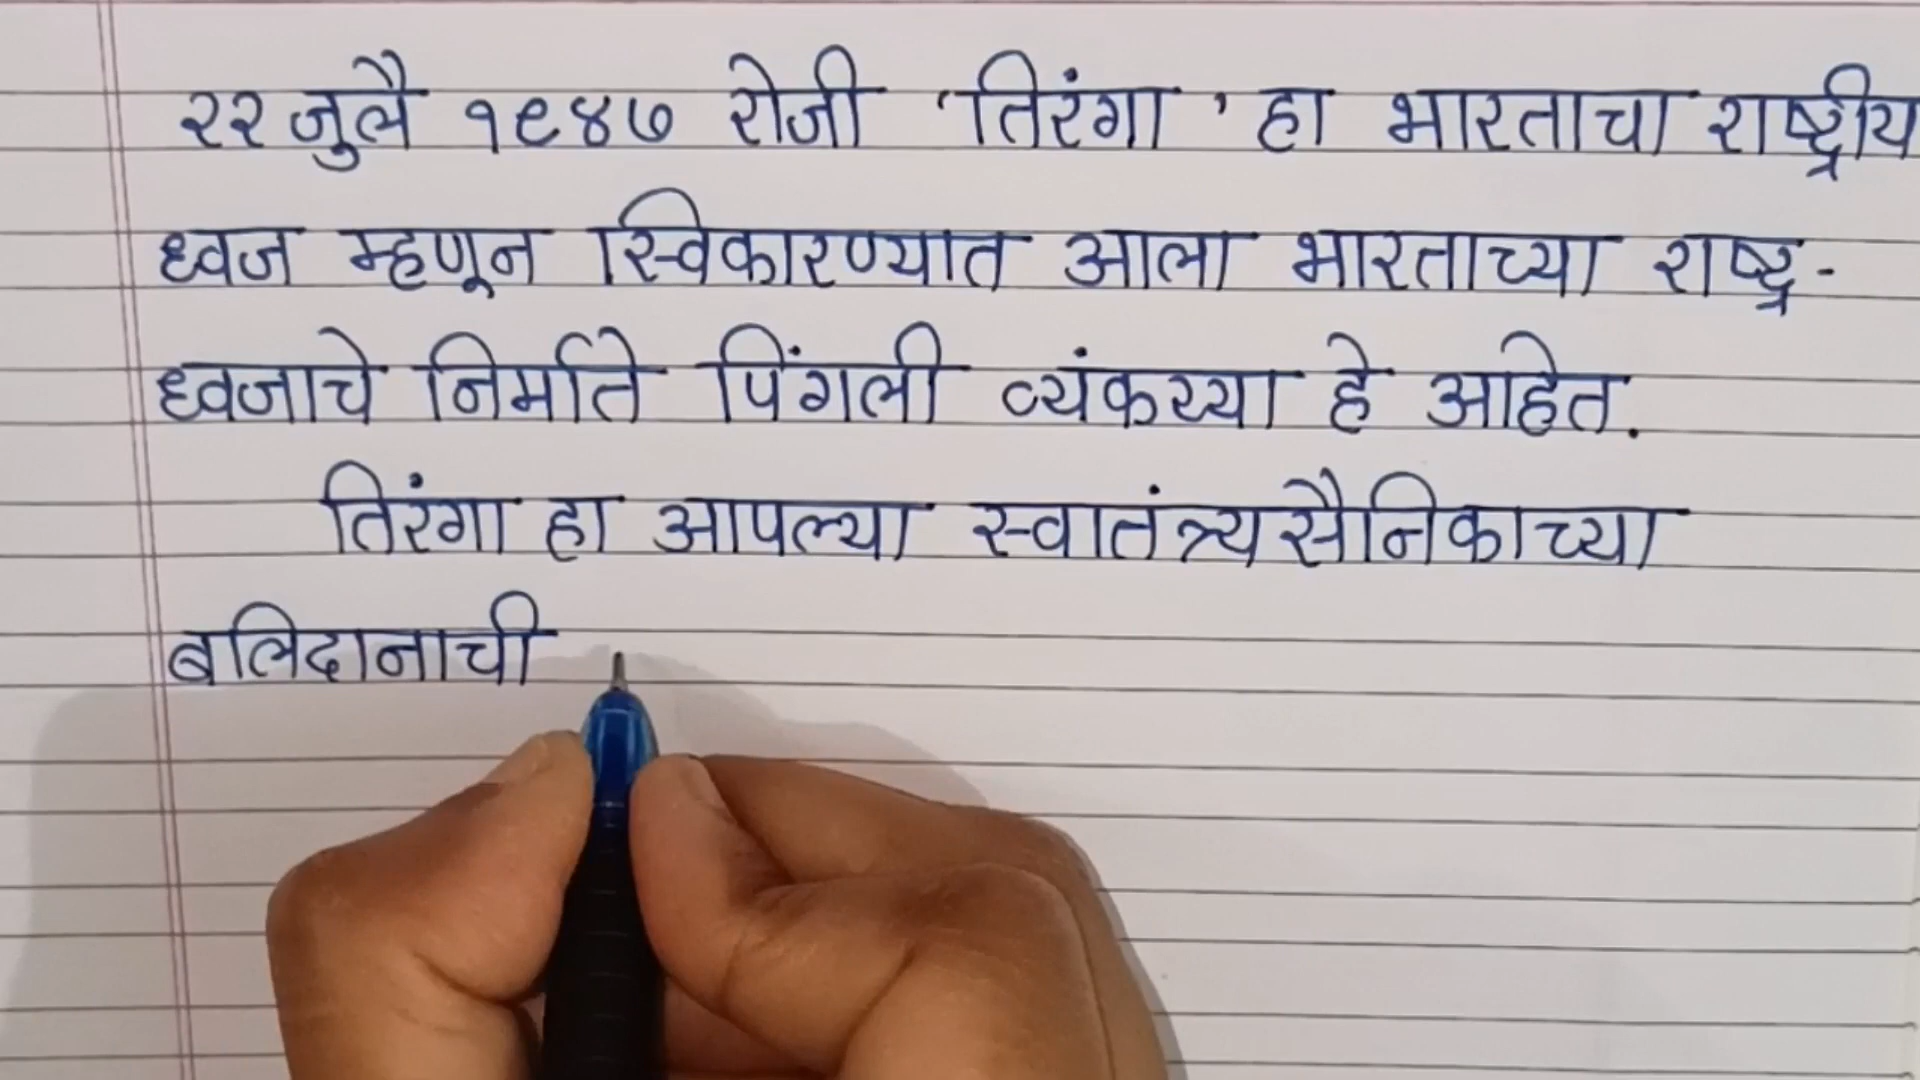 २२ जुलै १९४७ रोजी 'तिरंगा' हा भारताचा राष्ट्रीय
ध्वज म्हणून स्विकारण्यात आला भारताच्या राष्ट्र-
ध्वजाचे निर्माते पिंगली व्यंकय्या हे आहेत.
तिरंगा हा आपल्या स्वातंत्र्यसैनिकाच्या
बलिदानाची